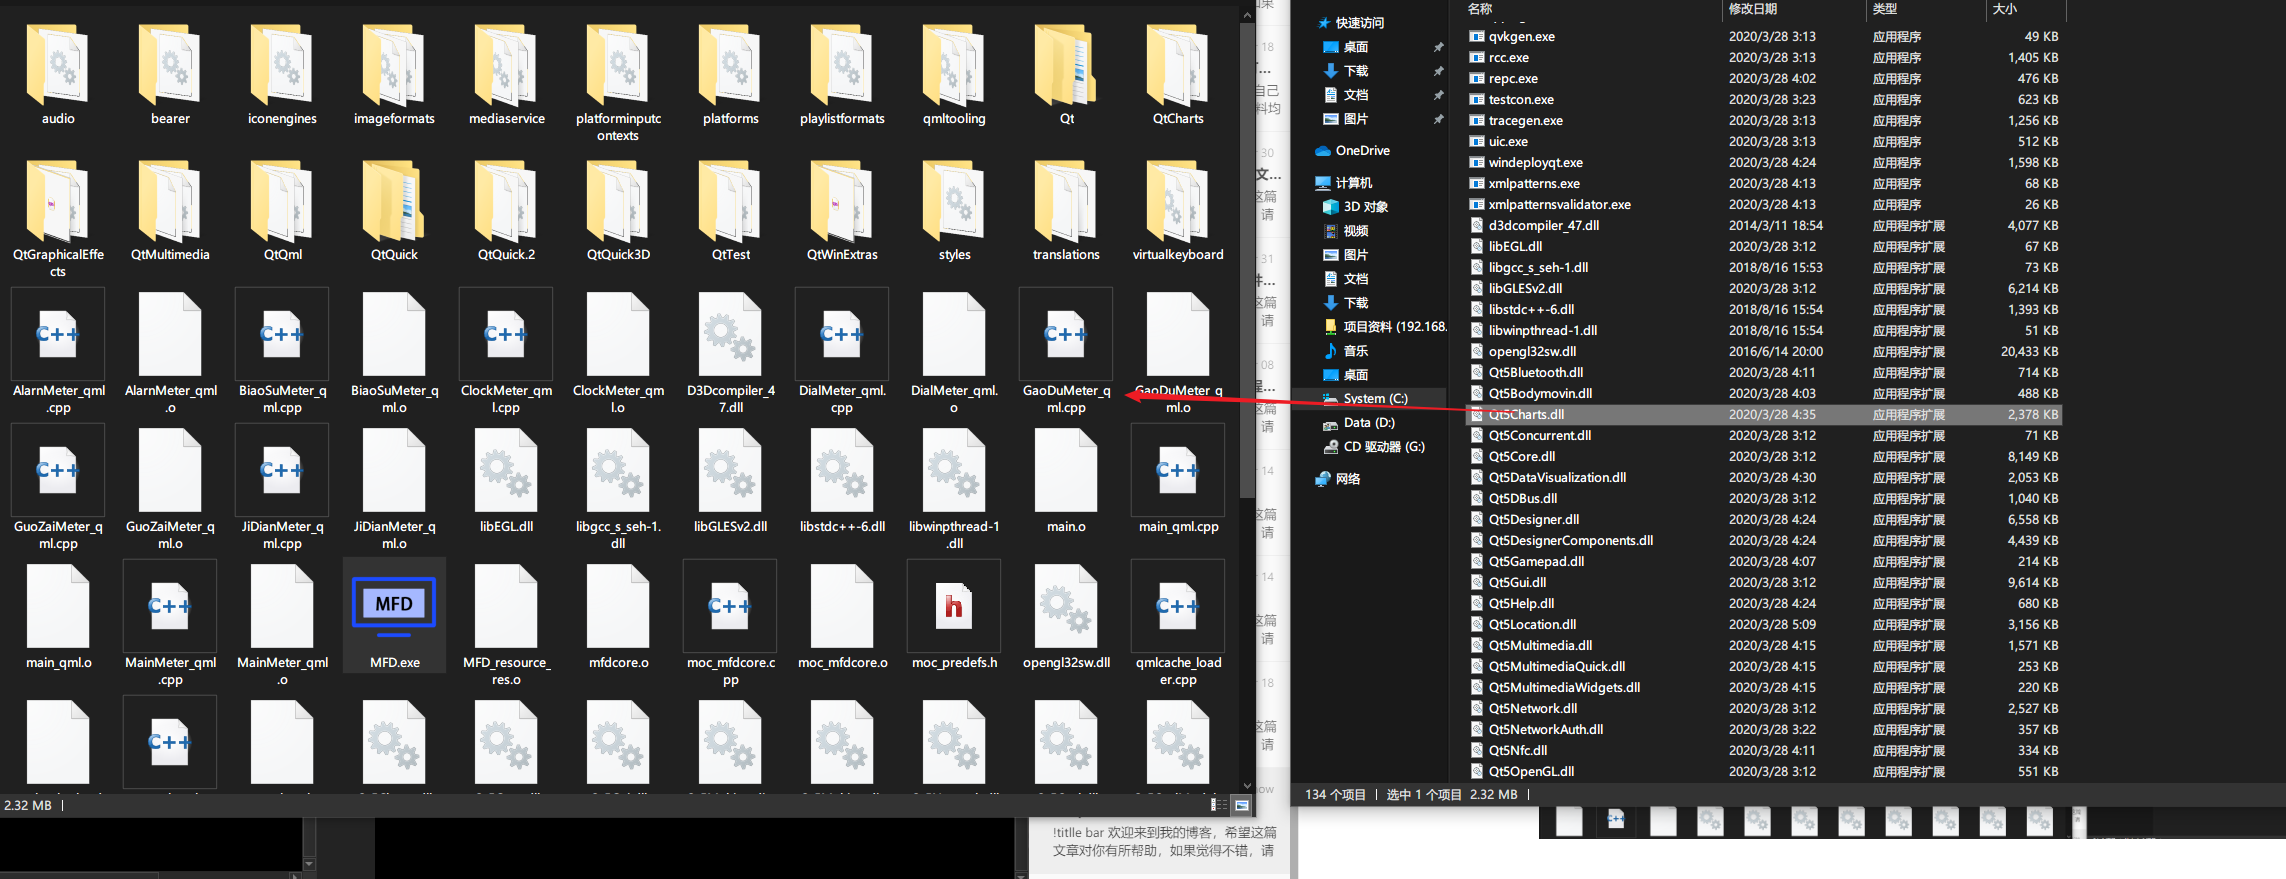 audio
bearer
iconengines
imageformats
mediaservice
platforminputc
ontexts
platforms
playlistformats
qmltooling
Qt
QtCharts
QtGraphicalEffe
cts
QtMultimedia
QtQml
QtQuick
QtQuick.2
QtQuick3D
QtTest
QtWinExtras
styles
translations
virtualkeyboard
AlarnMeter_qml
.cpp
AlarnMeter_qml
.o
BiaoSuMeter_q
ml.cpp
BiaoSuMeter_q
ml.o
ClockMeter_qm
l.cpp
ClockMeter_qm
l.o
D3Dcompiler_4
7.dll
DialMeter_qml.
cpp
DialMeter_qml.
o
GaoDuMeter_q
ml.cpp
GaoDuMeter_q
ml.o
GuoZaiMeter_q
ml.cpp
GuoZaiMeter_q
ml.o
JiDianMeter_q
ml.cpp
JiDianMeter_q
ml.o
libEGL.dll
libgcc_s_seh-1.
dll
libGLESv2.dll
libstdc++-6.dll
libwinpthread-1
.dll
main.o
main_qml.cpp
main_qml.o
MainMeter_qml
.cpp
MainMeter_qml
.o
MFD
MFD.exe
MFD_resource_
res.o
mfdcore.o
moc_mfdcore.c
pp
moc_mfdcore.o
moc_predefs.h
opengl32sw.dll
qmlcache_load
er.cpp
2.32 MB
!titlle bar 欢迎来到我的博客，希望这篇
文章对你有所帮助，如果觉得不错，请
快速访问
桌面
下载
文档
图片
OneDrive
计算机
3D 对象
视频
图片
文档
下载
项目资料 (192.168.
音乐
桌面
System (C:)
Data (D:)
CD 驱动器 (G:)
网络
名称 修改日期 类型 大小
qvkgen.exe 2020/3/28 3:13 应用程序 49 KB
rcc.exe 2020/3/28 3:13 应用程序 1,405 KB
repc.exe 2020/3/28 4:02 应用程序 476 KB
testcon.exe 2020/3/28 3:23 应用程序 623 KB
tracegen.exe 2020/3/28 3:13 应用程序 1,256 KB
uic.exe 2020/3/28 3:13 应用程序 512 KB
windeployqt.exe 2020/3/28 4:24 应用程序 1,598 KB
xmlpatterns.exe 2020/3/28 4:13 应用程序 68 KB
xmlpatternsvalidator.exe 2020/3/28 4:13 应用程序 26 KB
d3dcompiler_47.dll 2014/3/11 18:54 应用程序扩展 4,077 KB
libEGL.dll 2020/3/28 3:12 应用程序扩展 67 KB
libgcc_s_seh-1.dll 2018/8/16 15:53 应用程序扩展 73 KB
libGLESv2.dll 2020/3/28 3:12 应用程序扩展 6,214 KB
libstdc++-6.dll 2018/8/16 15:54 应用程序扩展 1,393 KB
libwinpthread-1.dll 2018/8/16 15:54 应用程序扩展 51 KB
opengl32sw.dll 2016/6/14 20:00 应用程序扩展 20,433 KB
Qt5Bluetooth.dll 2020/3/28 4:11 应用程序扩展 714 KB
Qt5Bodymovin.dll 2020/3/28 4:03 应用程序扩展 488 KB
Qt5Charts.dll 2020/3/28 4:35 应用程序扩展 2,378 KB
Qt5Concurrent.dll 2020/3/28 3:12 应用程序扩展 71 KB
Qt5Core.dll 2020/3/28 3:12 应用程序扩展 8,149 KB
Qt5DataVisualization.dll 2020/3/28 4:30 应用程序扩展 2,053 KB
Qt5DBus.dll 2020/3/28 3:12 应用程序扩展 1,040 KB
Qt5Designer.dll 2020/3/28 4:24 应用程序扩展 6,558 KB
Qt5DesignerComponents.dll 2020/3/28 4:24 应用程序扩展 4,439 KB
Qt5Gamepad.dll 2020/3/28 4:07 应用程序扩展 214 KB
Qt5Gui.dll 2020/3/28 3:12 应用程序扩展 9,614 KB
Qt5Help.dll 2020/3/28 4:24 应用程序扩展 680 KB
Qt5Location.dll 2020/3/28 5:09 应用程序扩展 3,156 KB
Qt5Multimedia.dll 2020/3/28 4:15 应用程序扩展 1,571 KB
Qt5MultimediaQuick.dll 2020/3/28 4:15 应用程序扩展 253 KB
Qt5MultimediaWidgets.dll 2020/3/28 4:15 应用程序扩展 220 KB
Qt5Network.dll 2020/3/28 3:12 应用程序扩展 2,527 KB
Qt5NetworkAuth.dll 2020/3/28 3:22 应用程序扩展 357 KB
Qt5Nfc.dll 2020/3/28 4:11 应用程序扩展 334 KB
Qt5OpenGL.dll 2020/3/28 3:12 应用程序扩展 551 KB
134 个项目 选中 1 个项目 2.32 MB